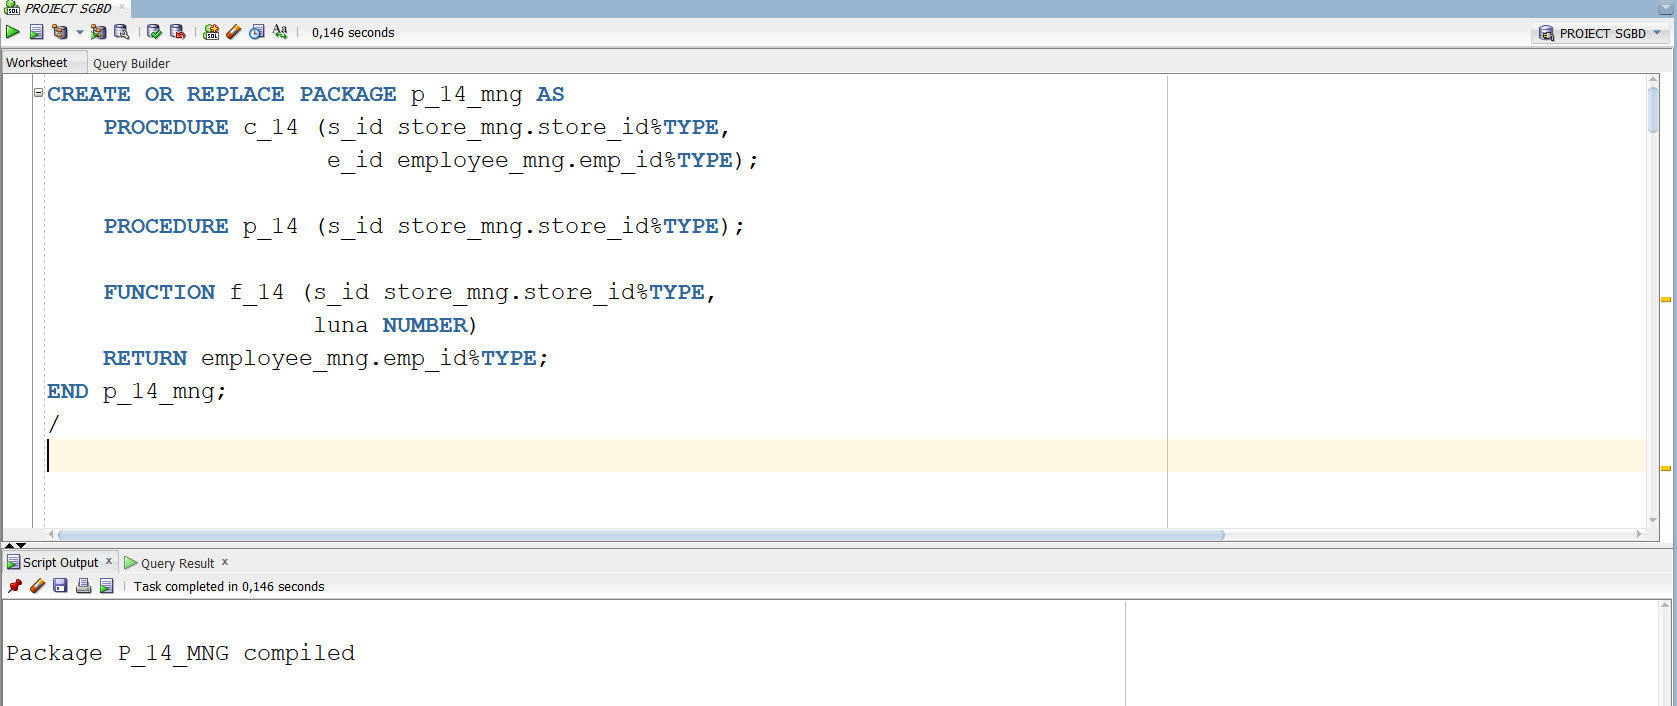 PROIECT SGBD
0,146 seconds
PROIECT SGBD
Worksheet
Query Builder
CREATE OR REPLACE PACKAGE p_14_mng AS
PROCEDURE c_14 (s_id store_mng.store_id%TYPE,
e_id employee_mng.emp_id%TYPE);
PROCEDURE p_14 (s_id store_mng.store_id%TYPE);
FUNCTION f_14 (s_id store_mng.store_id%TYPE,
luna NUMBER)
RETURN employee_mng.emp_id%TYPE;
END p_14_mng;
/
Script Output
Query Result
Task completed in 0,146 seconds
Package P_14_MNG compiled